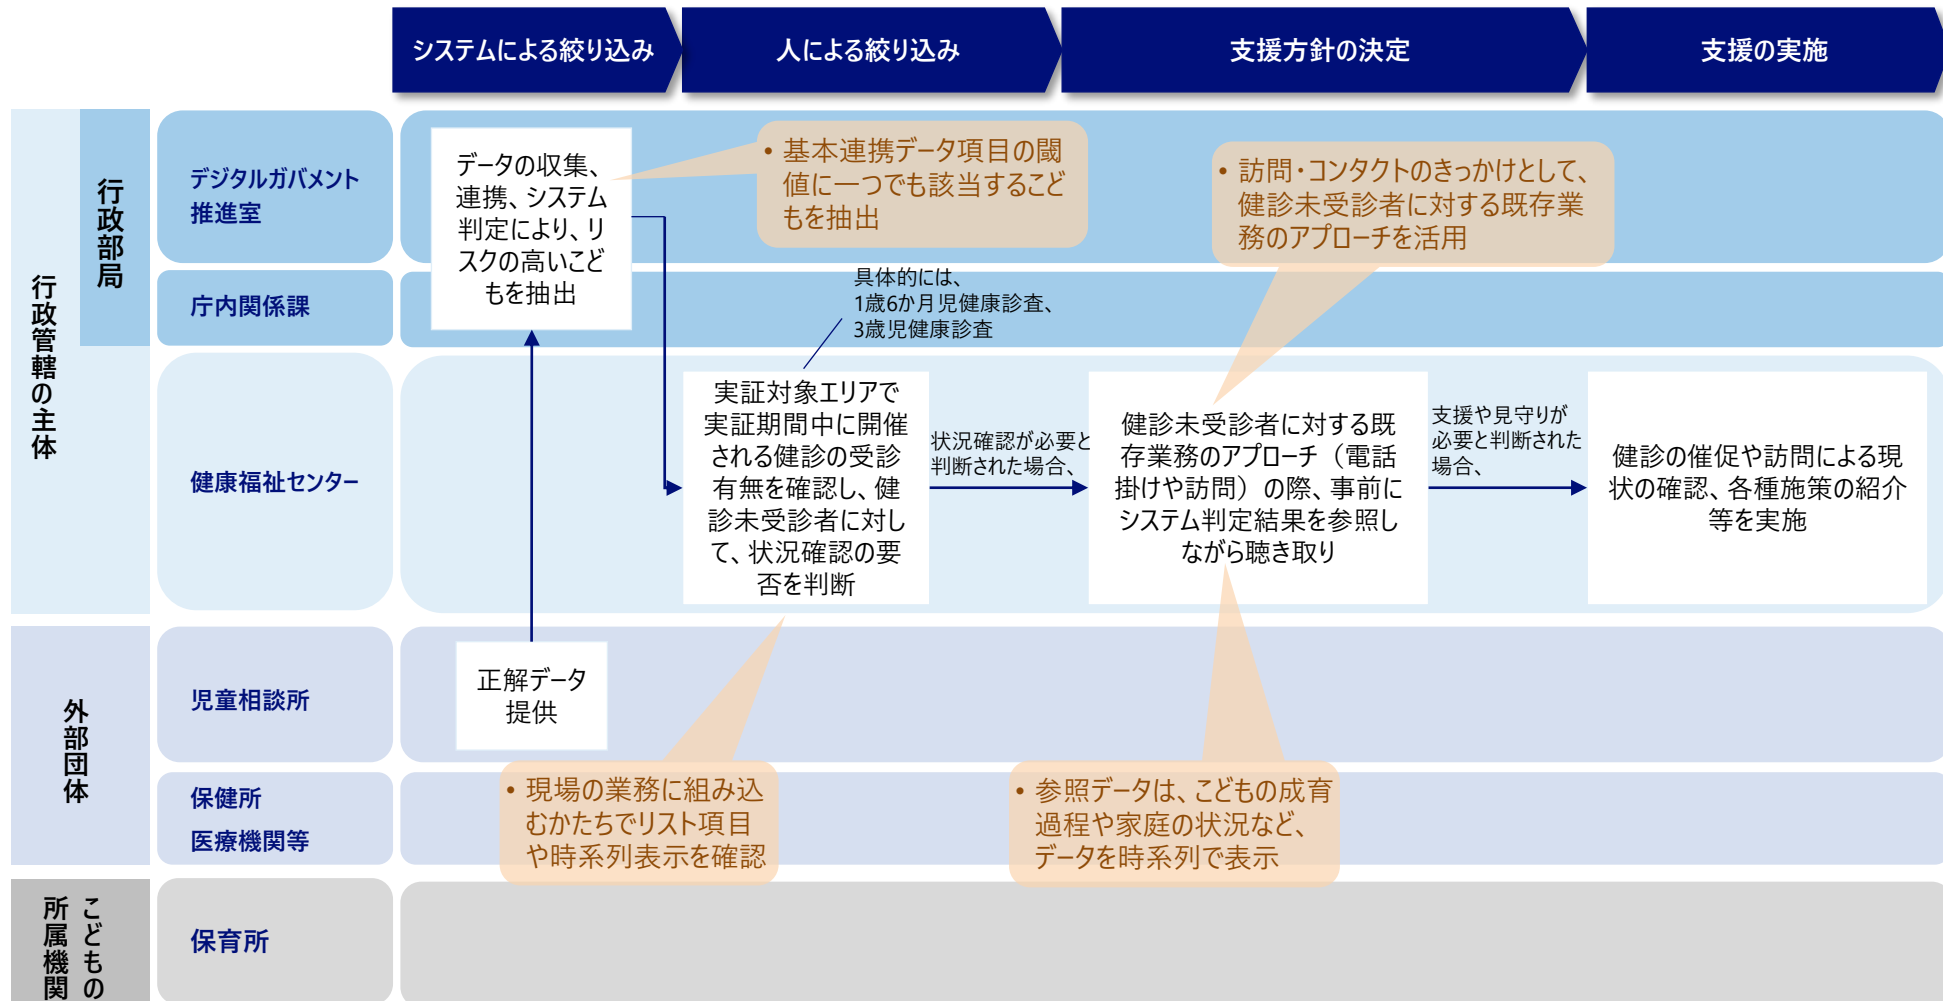 システムによる絞り込み
人による絞り込み
支援方針の決定
支援の実施
行政管轄の主体
行政部局
デジタルガバメント
推進室
データの収集、
連携、システム
判定により、リ
スクの高いこど
もを抽出
• 基本連携データ項目の閾
値に一つでも該当するこど
もを抽出
• 訪問・コンタクトのきっかけとして、
健診未受診者に対する既存業
務のアプローチを活用
庁内関係課
具体的には、
1歳6か月児健康診査、
3歳児健康診査
健康福祉センター
実証対象エリアで
実証期間中に開催
される健診の受診
有無を確認し、健
診未受診者に対し
て、状況確認の要
否を判断
状況確認が必要と
判断された場合、
健診未受診者に対する既
存業務のアプローチ（電話
掛けや訪問）の際、事前に
システム判定結果を参照し
ながら聴き取り
支援や見守りが
必要と判断された
場合、
健診の催促や訪問による現
状の確認、各種施策の紹介
等を実施
外部団体
児童相談所
正解データ
提供
保健所
医療機関等
• 現場の業務に組み込
むかたちでリスト項目
や時系列表示を確認
• 参照データは、こどもの成育
過程や家庭の状況など、
データを時系列で表示
こどもの
所属機関
保育所